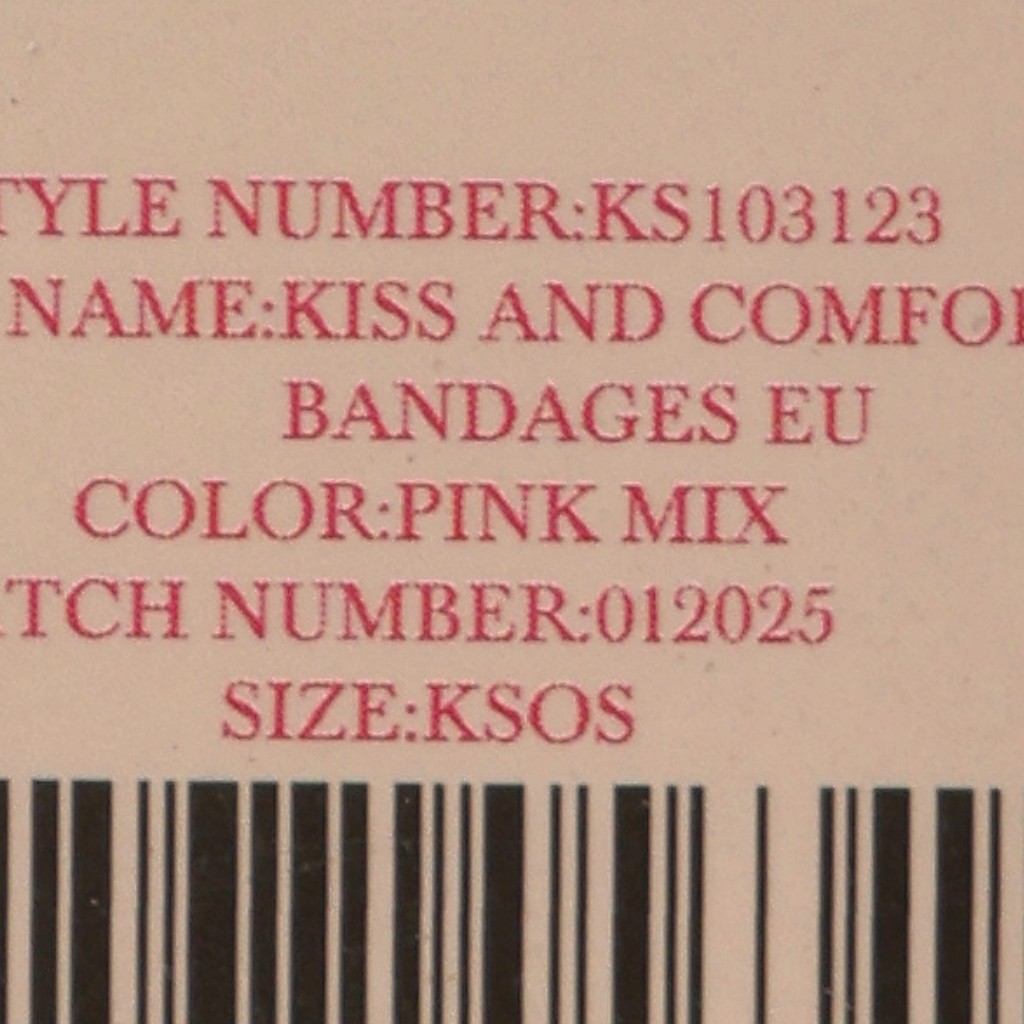 TYLE NUMBER:KS103123
NAME:KISS AND COMFO
BANDAGES EU
COLOR:PINK MIX
TCH NUMBER:012025
SIZE:KSOS